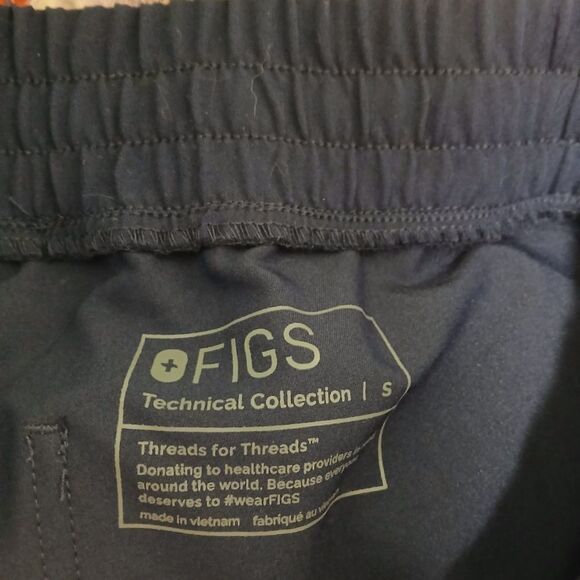 FIGS
Technical Collection | S
Threads for Threads™
Donating to healthcare providers
around the world. Because
deserves to #wearFIGS
made in vietnam fabriqué au